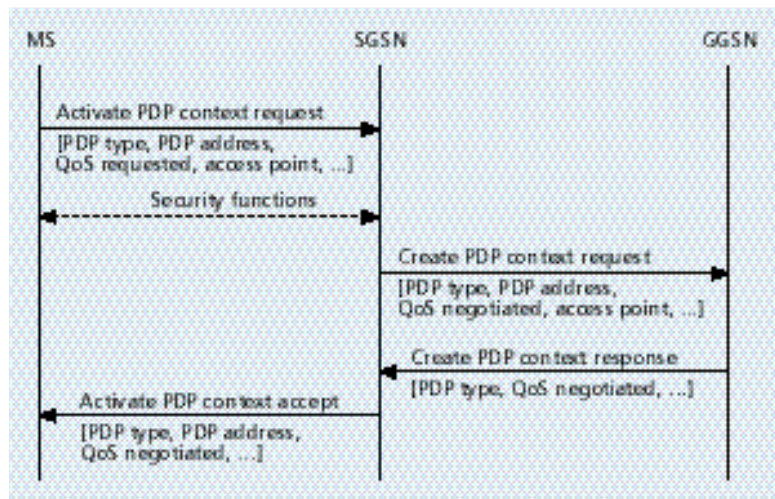 MS
SGSN
GGSN
Activate PDP context request
[PDP type, PDP address,
QoS requested, access point, ...]
Security functions
Create PDP context request
[PDP type, PDP address,
QoS negotiated, access point, ...]
Create PDP context response
[PDP type, QoS negotiated, ...]
Activate PDP context accept
[PDP type, PDP address,
QoS negotiated, ...]